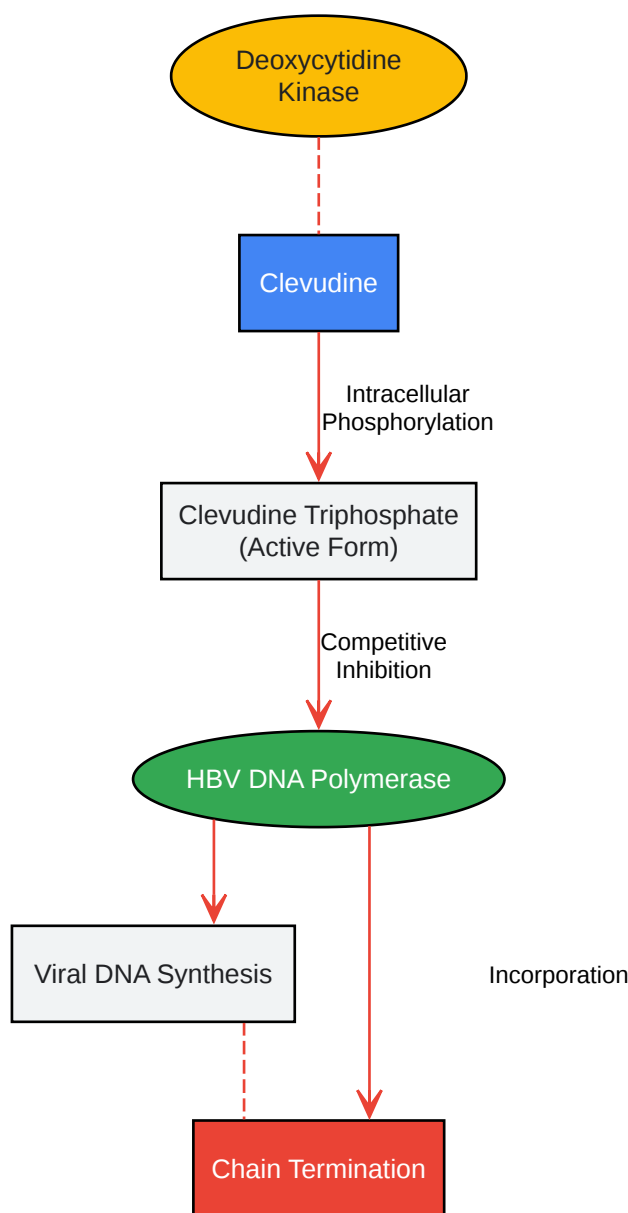 Deoxycytidine
Kinase
Clevudine
Intracellular
Phosphorylation
Clevudine Triphosphate
(Active Form)
Competitive
Inhibition
HBV DNA Polymerase
Viral DNA Synthesis
Incorporation
Chain Termination